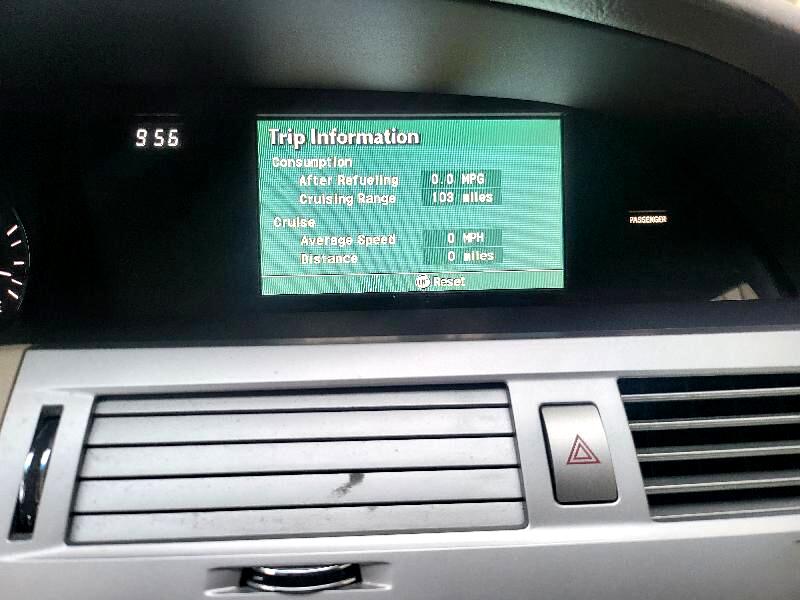 9 56
Trip Information
Consumption
After Refueling 0.0 MPG
Cruising Range 103 miles
Cruise
Average Speed 0 MPH
Distance 0 miles
Reset
PASSENGER